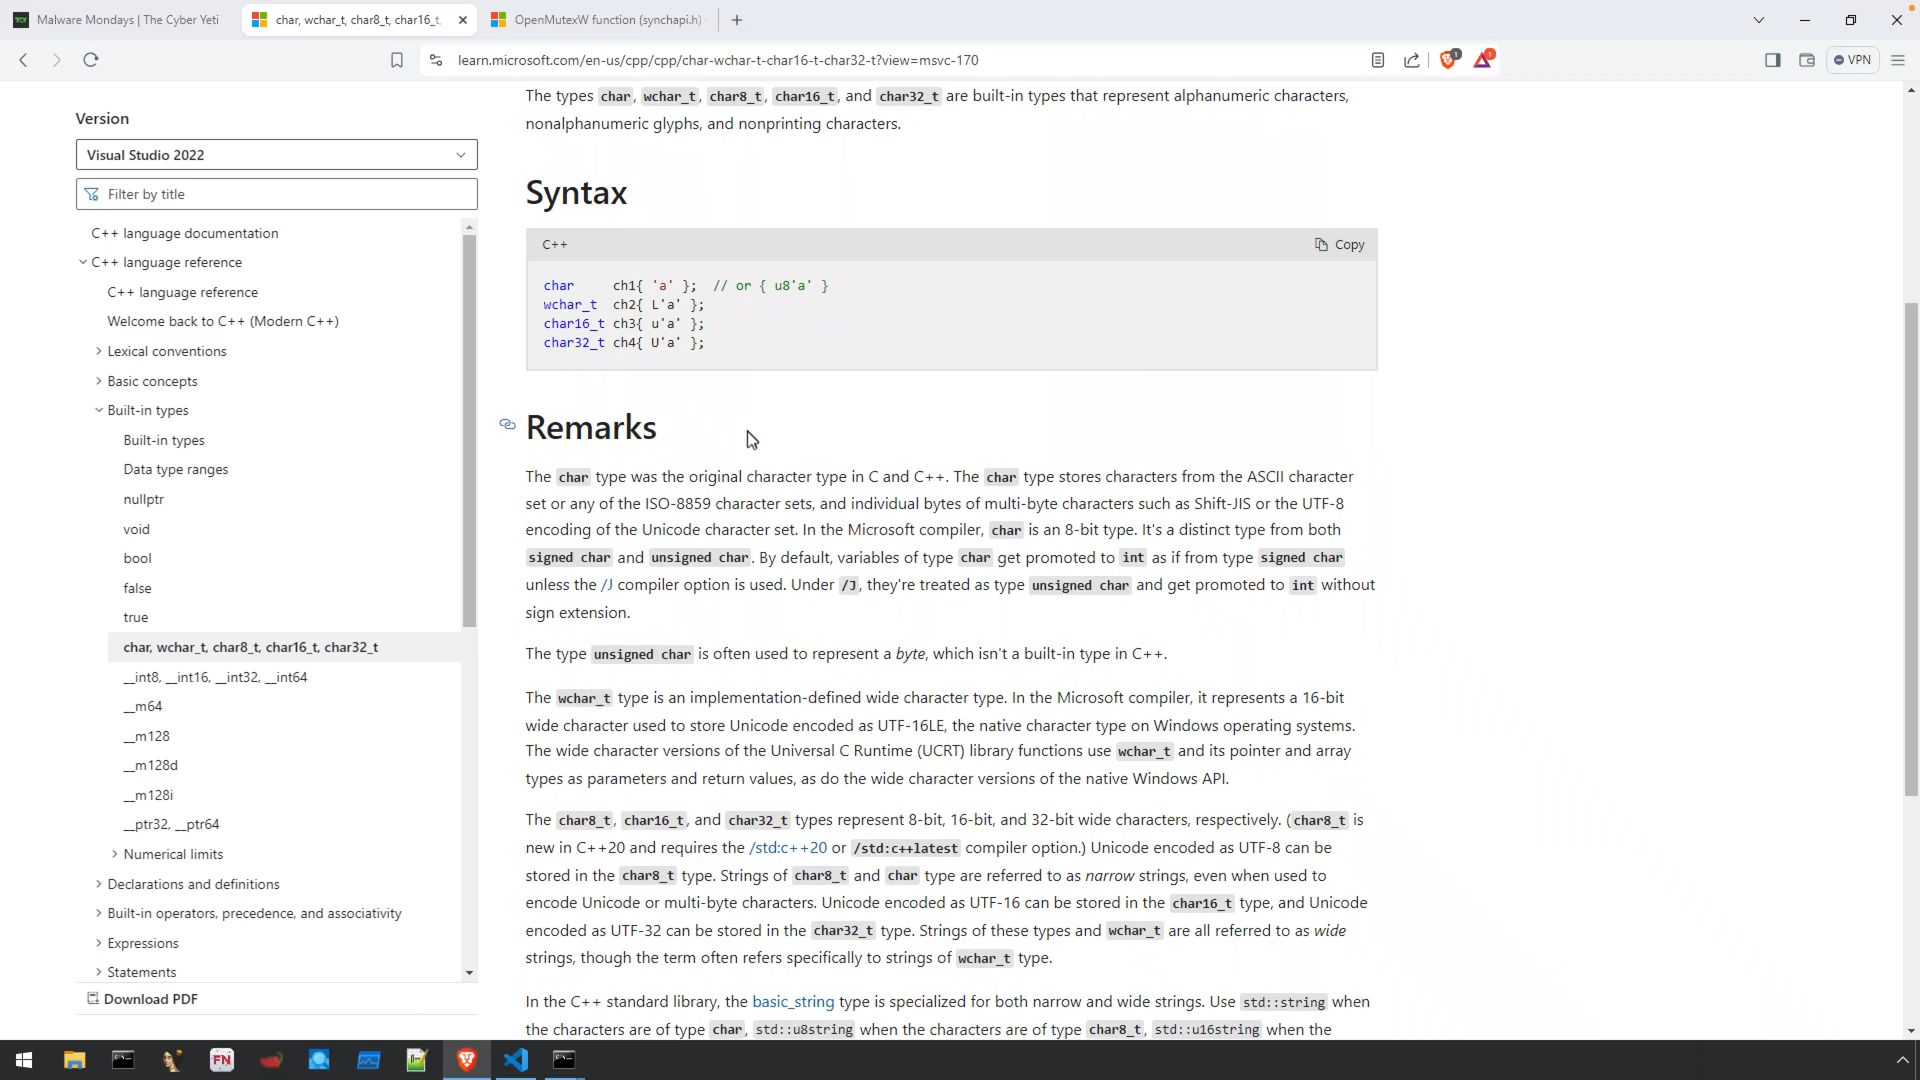 Malware Mondays | The Cyber Yeti
char, wchar_t, char8_t, char16_t,
OpenMutexW function (synchapi.h)
learn.microsoft.com/en-us/cpp/cpp/char-wchar-t-char16-t-char32-t?view=msvc-170
1
1
VPN
Version
Visual Studio 2022
Filter by title
C++ language documentation
C++ language reference
C++ language reference
Welcome back to C++ (Modern C++)
Lexical conventions
Basic concepts
Built-in types
Built-in types
Data type ranges
nullptr
void
bool
false
true
char, wchar_t, char8_t, char16_t, char32_t
__int8, __int16, __int32, __int64
__m64
__m128
__m128d
__m128i
__ptr32, __ptr64
Numerical limits
Declarations and definitions
Built-in operators, precedence, and associativity
Expressions
Statements
Download PDF
The types char, wchar_t, char8_t, char16_t, and char32_t are built-in types that represent alphanumeric characters,
nonalphanumeric glyphs, and nonprinting characters.
Syntax
C++
Copy
char     ch1{ 'a' };  // or { u8'a' }
wchar_t  ch2{ L'a' };
char16_t ch3{ u'a' };
char32_t ch4{ U'a' };
Remarks
The char type was the original character type in C and C++. The char type stores characters from the ASCII character
set or any of the ISO-8859 character sets, and individual bytes of multi-byte characters such as Shift-JIS or the UTF-8
encoding of the Unicode character set. In the Microsoft compiler, char is an 8-bit type. It's a distinct type from both
signed char and unsigned char. By default, variables of type char get promoted to int as if from type signed char
unless the /J compiler option is used. Under /J, they're treated as type unsigned char and get promoted to int without
sign extension.
The type unsigned char is often used to represent a byte, which isn't a built-in type in C++.
The wchar_t type is an implementation-defined wide character type. In the Microsoft compiler, it represents a 16-bit
wide character used to store Unicode encoded as UTF-16LE, the native character type on Windows operating systems.
The wide character versions of the Universal C Runtime (UCRT) library functions use wchar_t and its pointer and array
types as parameters and return values, as do the wide character versions of the native Windows API.
The char8_t, char16_t, and char32_t types represent 8-bit, 16-bit, and 32-bit wide characters, respectively. (char8_t is
new in C++20 and requires the /std:c++20 or /std:c++latest compiler option.) Unicode encoded as UTF-8 can be
stored in the char8_t type. Strings of char8_t and char type are referred to as narrow strings, even when used to
encode Unicode or multi-byte characters. Unicode encoded as UTF-16 can be stored in the char16_t type, and Unicode
encoded as UTF-32 can be stored in the char32_t type. Strings of these types and wchar_t are all referred to as wide
strings, though the term often refers specifically to strings of wchar_t type.
In the C++ standard library, the basic_string type is specialized for both narrow and wide strings. Use std::string when
the characters are of type char, std::u8string when the characters are of type char8_t, std::u16string when the
FN